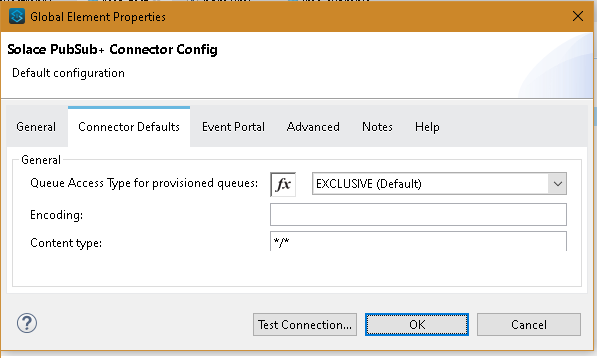 Global Element Properties
Solace PubSub+ Connector Config
Default configuration
General Connector Defaults Event Portal Advanced Notes Help
General
Queue Access Type for provisioned queues: fx EXCLUSIVE (Default)
Encoding:
Content type: */*
? Test Connection... OK Cancel